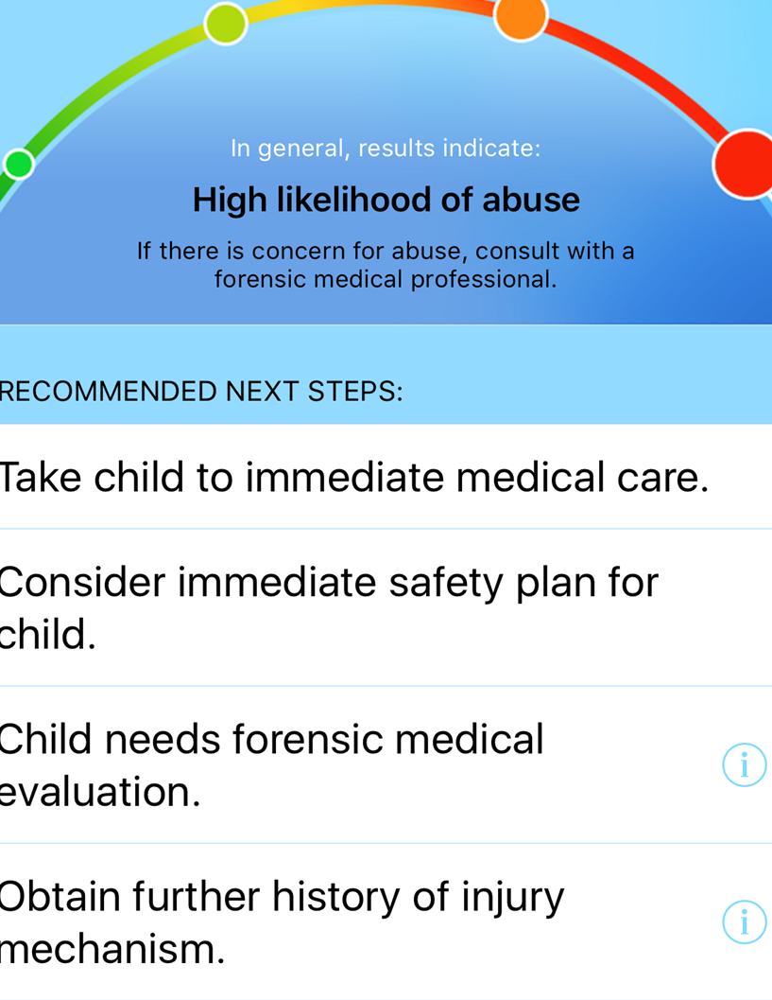 In general, results indicate:
High likelihood of abuse
If there is concern for abuse, consult with a
forensic medical professional.
RECOMMENDED NEXT STEPS:
Take child to immediate medical care.
Consider immediate safety plan for
child.
Child needs forensic medical
evaluation.
i
Obtain further history of injury
mechanism.
i